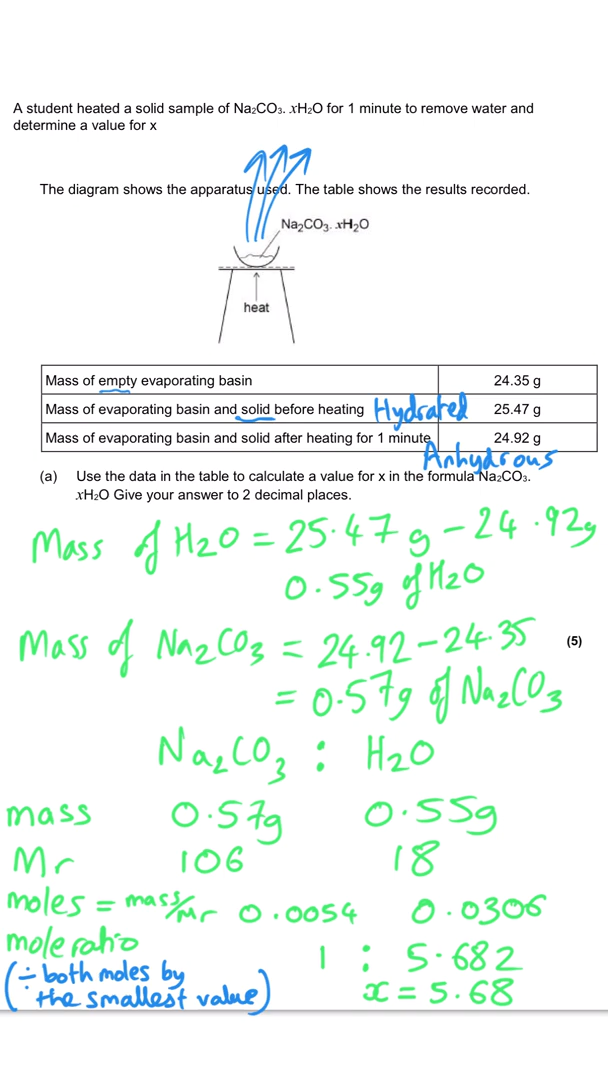 A student heated a solid sample of Na₂CO₃. xH₂O for 1 minute to remove water and
determine a value for x
The diagram shows the apparatus used. The table shows the results recorded.
Na₂CO₃. xH₂O
heat
Mass of empty evaporating basin 24.35 g
Mass of evaporating basin and solid before heating Hydrated 25.47 g
Mass of evaporating basin and solid after heating for 1 minute 24.92 g
Anhydrous
(a) Use the data in the table to calculate a value for x in the formula Na₂CO₃.
xH₂O Give your answer to 2 decimal places.
Mass of H₂O = 25.47g - 24.92g
0.55g of H₂O
Mass of Na₂CO₃ = 24.92-24.35 (5)
= 0.57g of Na₂CO₃
Na₂CO₃ : H₂O
mass 0.57g 0.55g
Mr 106 18
moles = mass/Mr 0.0054 0.0306
mole ratio 1 : 5.682
(÷ both moles by
the smallest value) x = 5.68